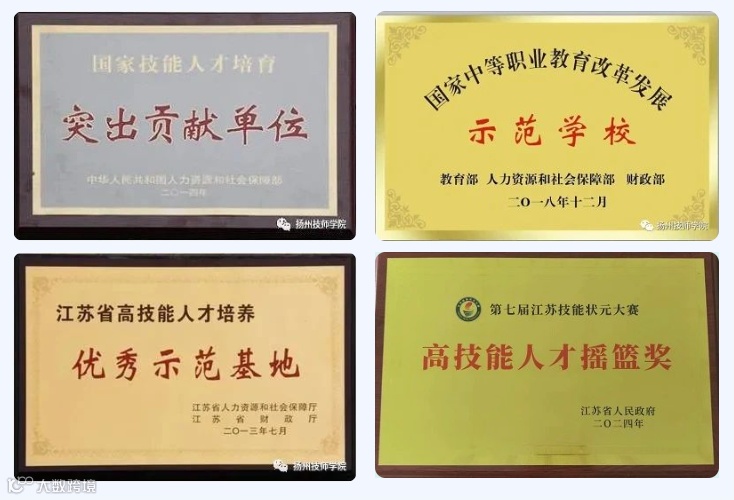 国家技能人才培育
突出贡献单位
中华人民共和国人力资源和社会保障部
二〇一四年
扬州技师学院
国家中等职业教育改革发展
示范学校
教育部 人力资源和社会保障部 财政部
二〇一八年十二月
扬州技师学院
江苏省高技能人才培养
优秀示范基地
江苏省人力资源和社会保障厅
江苏省财政厅
二〇一三年七月
扬州技师学院
第七届江苏技能状元大赛
高技能人才摇篮奖
江苏省人民政府
二〇二四年
大数跨境